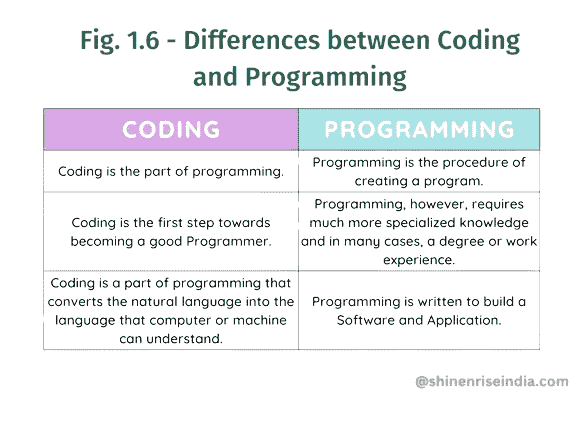 Fig. 1.6 - Differences between Coding
and Programming
CODING
PROGRAMMING
Coding is the part of programming.
Programming is the procedure of
creating a program.
Coding is the first step towards
becoming a good Programmer.
Programming, however, requires
much more specialized knowledge
and in many cases, a degree or work
experience.
Coding is a part of programming that
converts the natural language into the
language that computer or machine
can understand.
Programming is written to build a
Software and Application.
@shinenriseindia.com